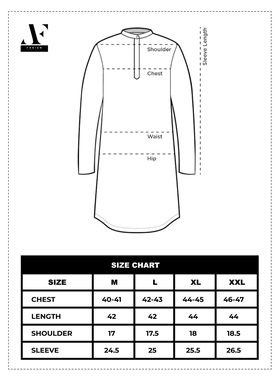 AF
FUSION
Shoulder
Sleeve Length
Chest
Waist
Hip
SIZE CHART
SIZE M L XL XXL
CHEST 40-41 42-43 44-45 46-47
LENGTH 42 42 44 44
SHOULDER 17 17.5 18 18.5
SLEEVE 24.5 25 25.5 26.5